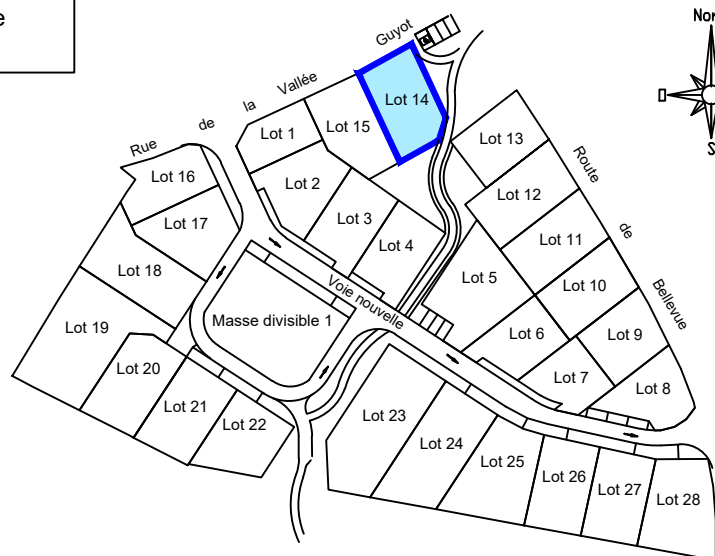 Guyot
Vallée
la
de
Rue
Lot 14
Lot 15
Lot 1
Lot 13
Lot 16
Lot 2
Lot 12
Route
de
Bellevue
Lot 17
Lot 3
Lot 4
Lot 11
Lot 18
Lot 5
Lot 10
Voie nouvelle
Masse divisible 1
Lot 19
Lot 6
Lot 9
Lot 20
Lot 7
Lot 8
Lot 21
Lot 22
Lot 23
Lot 24
Lot 25
Lot 26
Lot 27
Lot 28